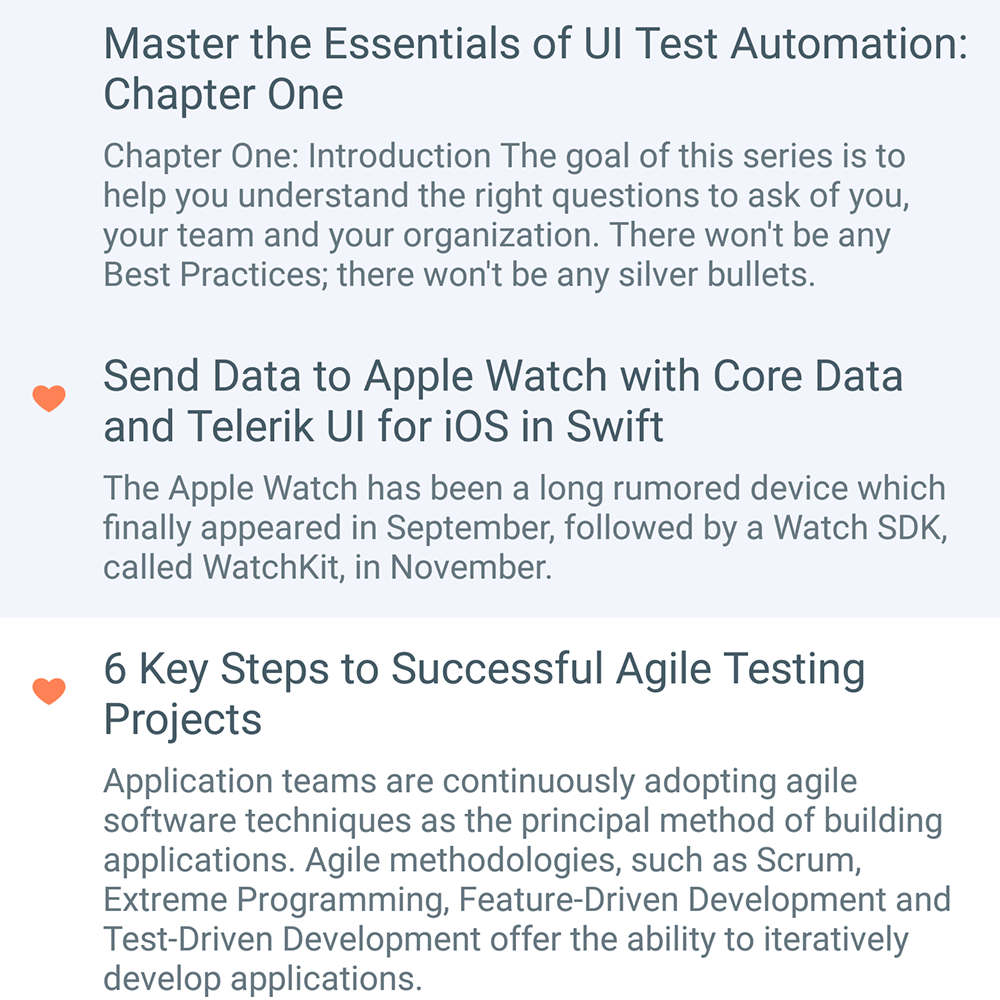 Master the Essentials of UI Test Automation:
Chapter One
Chapter One: Introduction The goal of this series is to
help you understand the right questions to ask of you,
your team and your organization. There won't be any
Best Practices; there won't be any silver bullets.
Send Data to Apple Watch with Core Data
and Telerik UI for iOS in Swift
The Apple Watch has been a long rumored device which
finally appeared in September, followed by a Watch SDK,
called WatchKit, in November.
6 Key Steps to Successful Agile Testing
Projects
Application teams are continuously adopting agile
software techniques as the principal method of building
applications. Agile methodologies, such as Scrum,
Extreme Programming, Feature-Driven Development and
Test-Driven Development offer the ability to iteratively
develop applications.